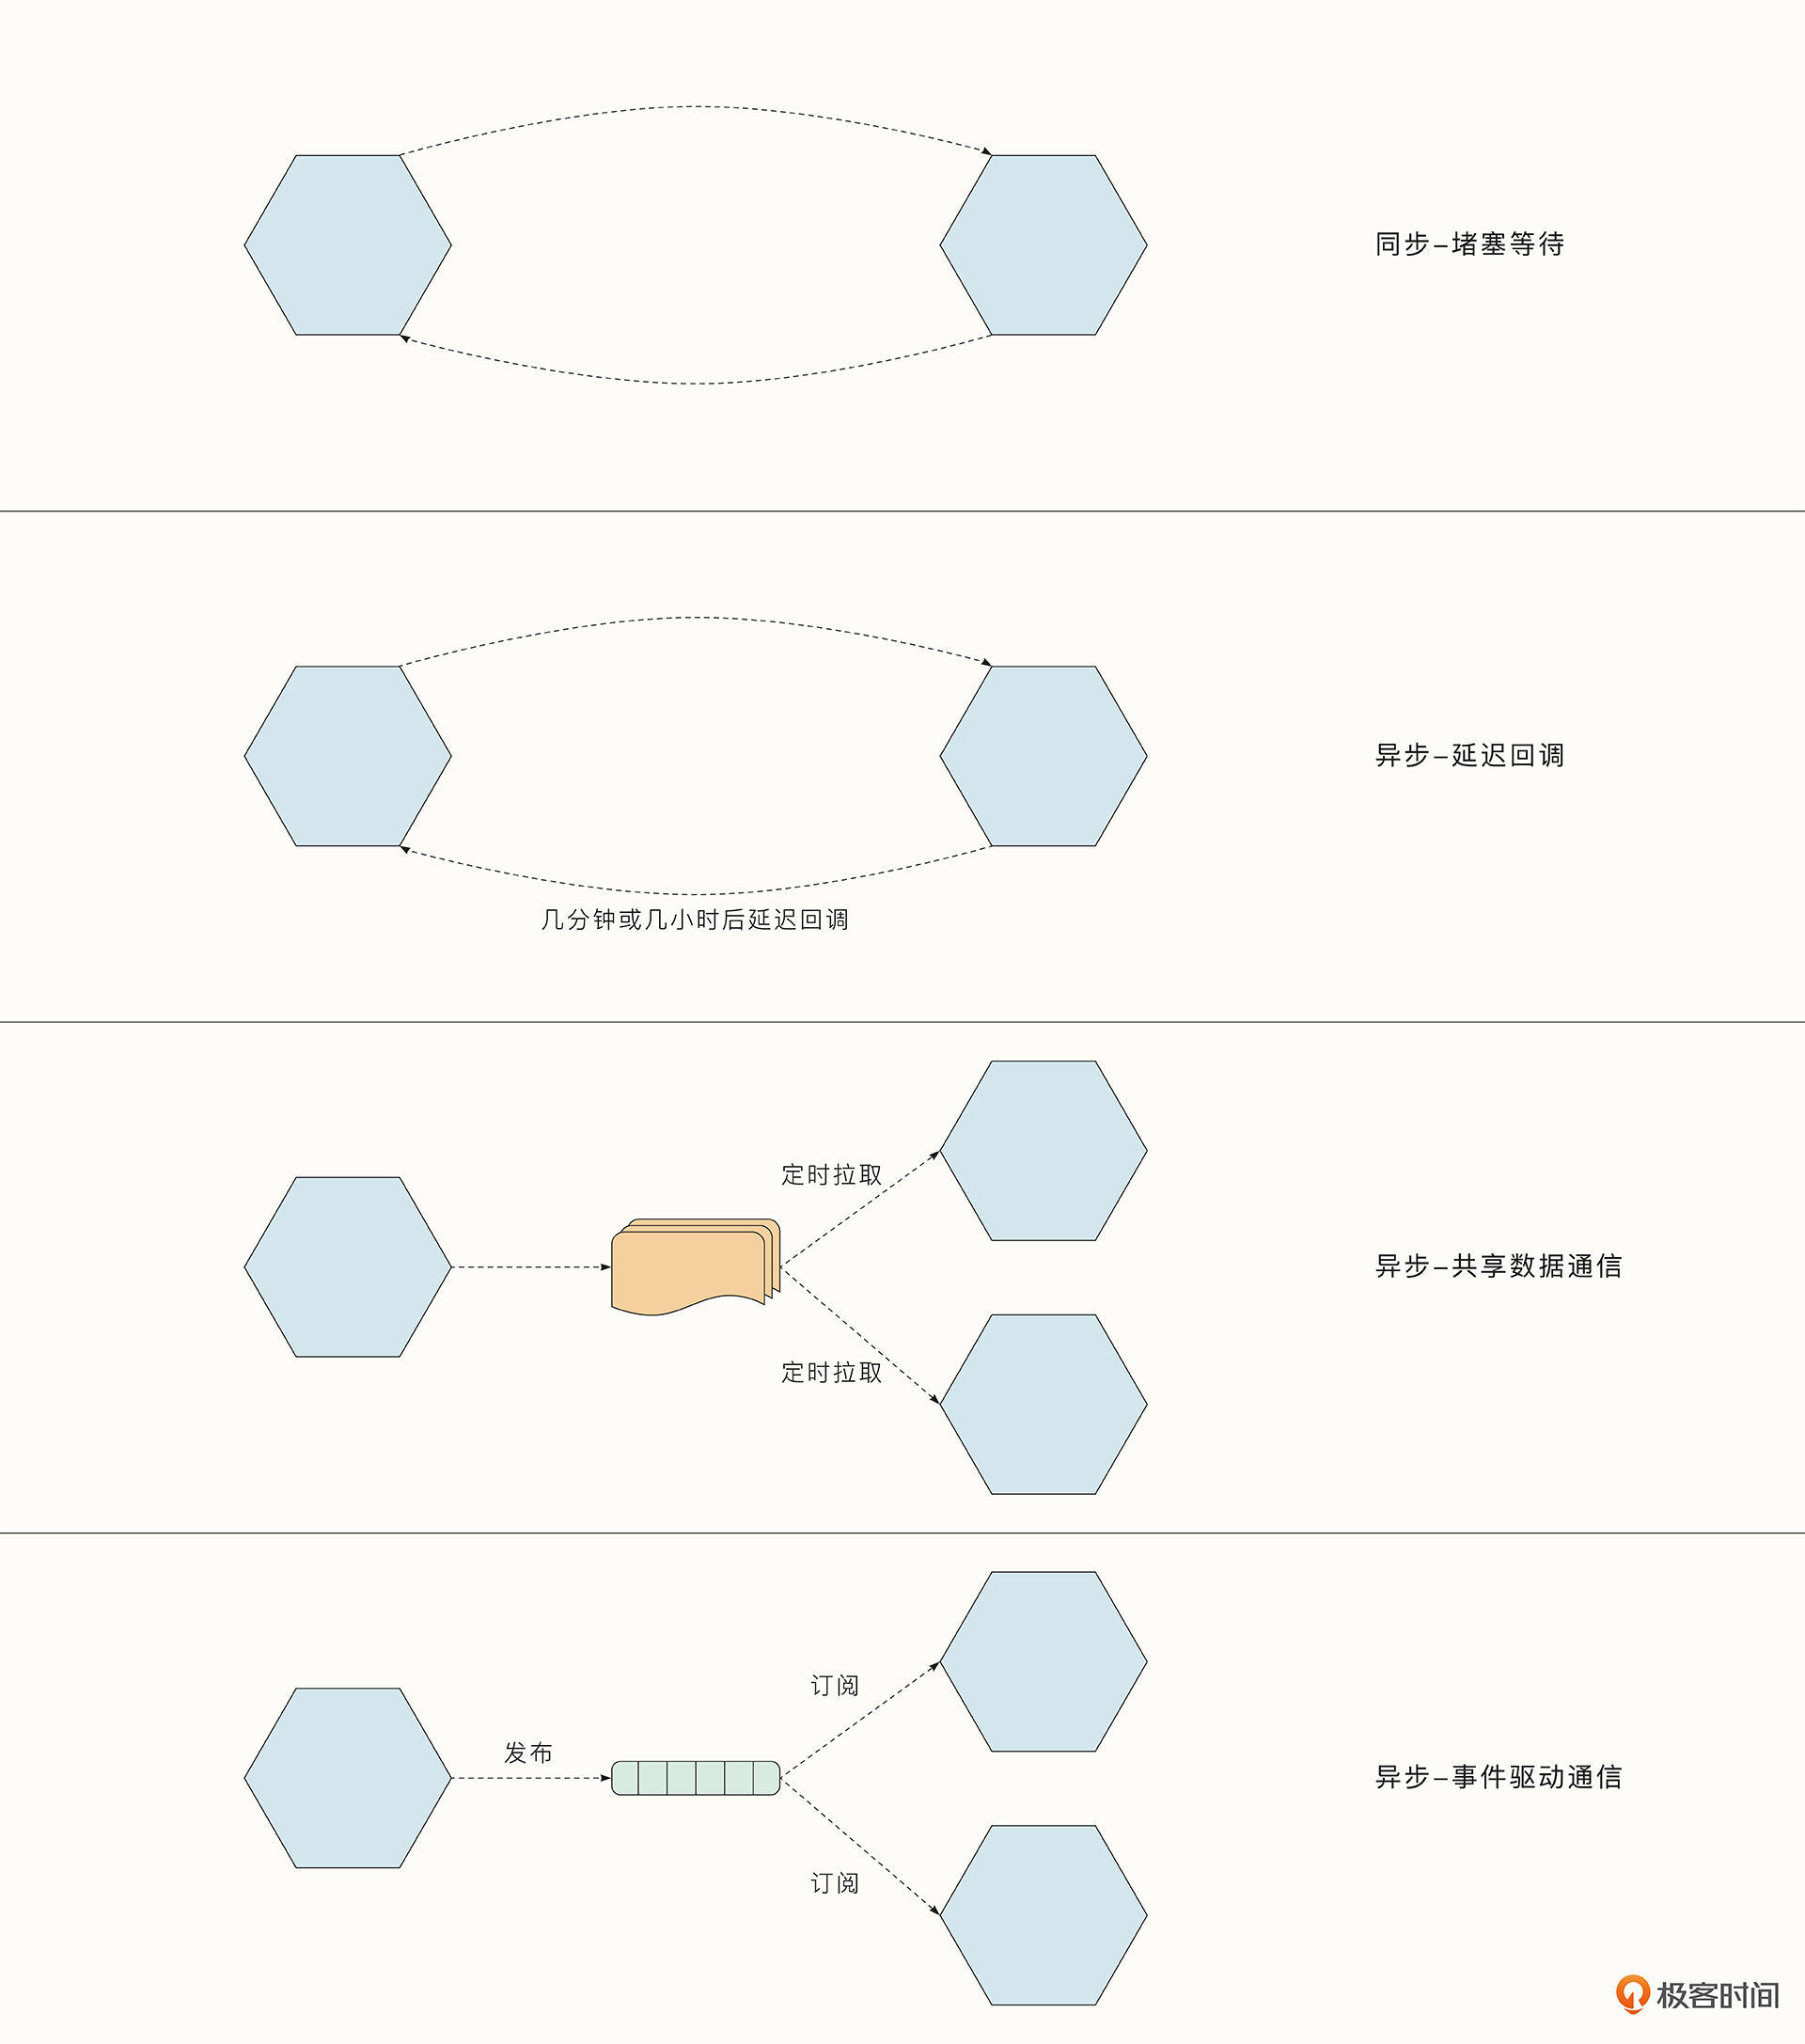 同步–堵塞等待
异步–延迟回调
几分钟或几小时后延迟回调
定时拉取
异步–共享数据通信
定时拉取
订阅
发布
异步–事件驱动通信
订阅
极客时间